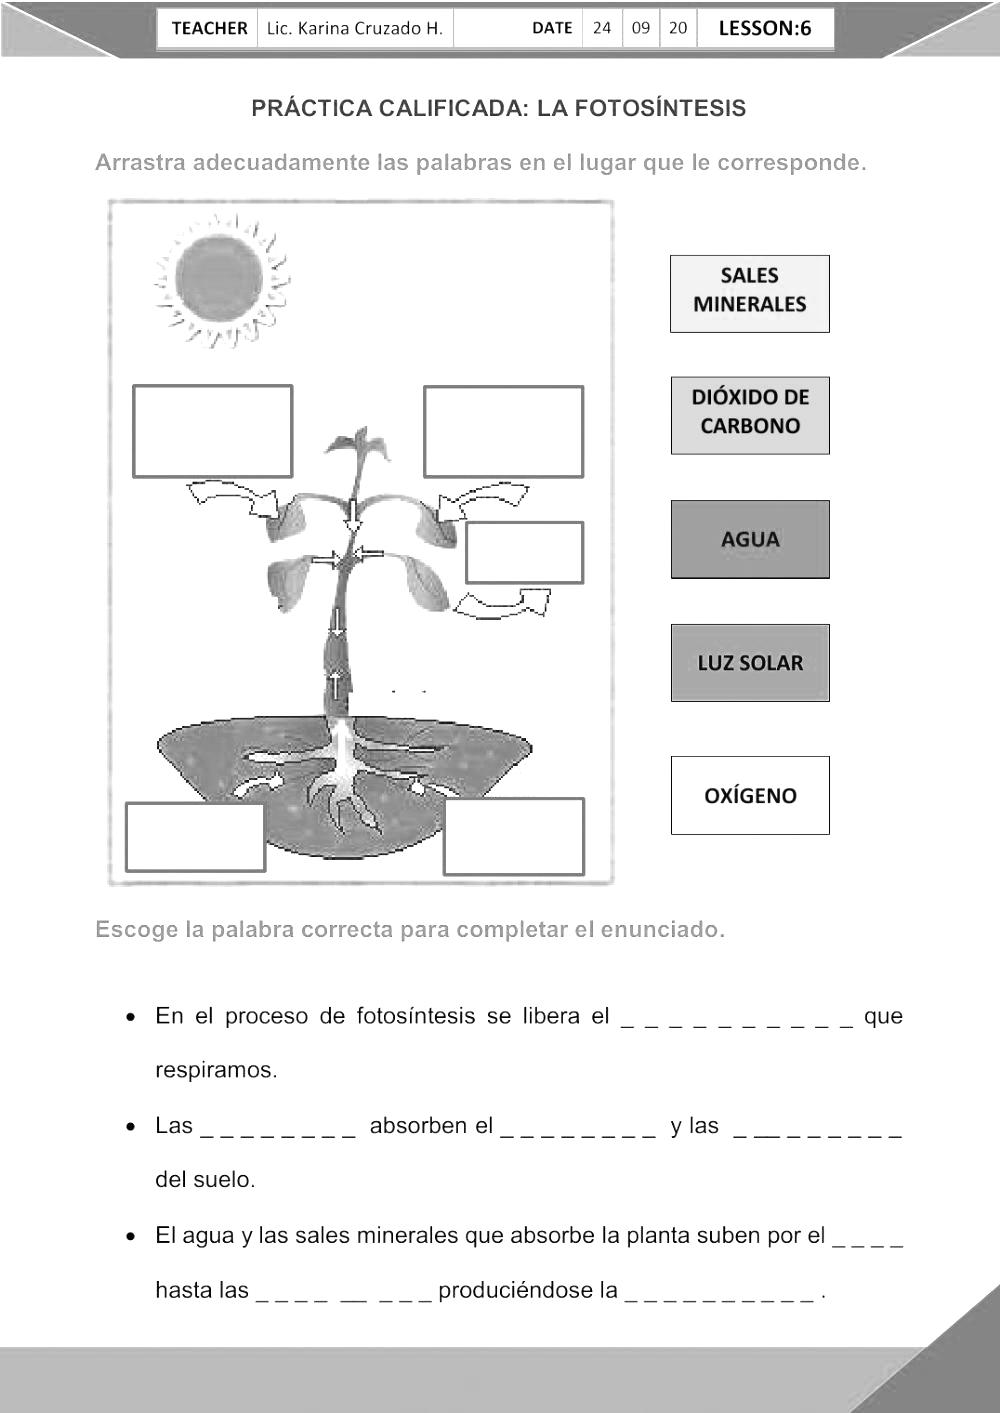 TEACHER Lic. Karina Cruzado H. DATE 24 09 20 LESSON:6
PRÁCTICA CALIFICADA: LA FOTOSÍNTESIS
Arrastra adecuadamente las palabras en el lugar que le corresponde.
SALES
MINERALES
DIÓXIDO DE
CARBONO
AGUA
LUZ SOLAR
OXÍGENO
Escoge la palabra correcta para completar el enunciado.
• En el proceso de fotosíntesis se libera el _ _ _ _ _ _ _ _ _ _ que
respiramos.
• Las _ _ _ _ _ _ _ _ absorben el _ _ _ _ _ _ _ _ y las _ __ _ _ _ _ _ _
del suelo.
• El agua y las sales minerales que absorbe la planta suben por el _ _ _ _
hasta las _ _ _ _ __ _ _ _ produciéndose la _ _ _ _ _ _ _ _ _ _ .